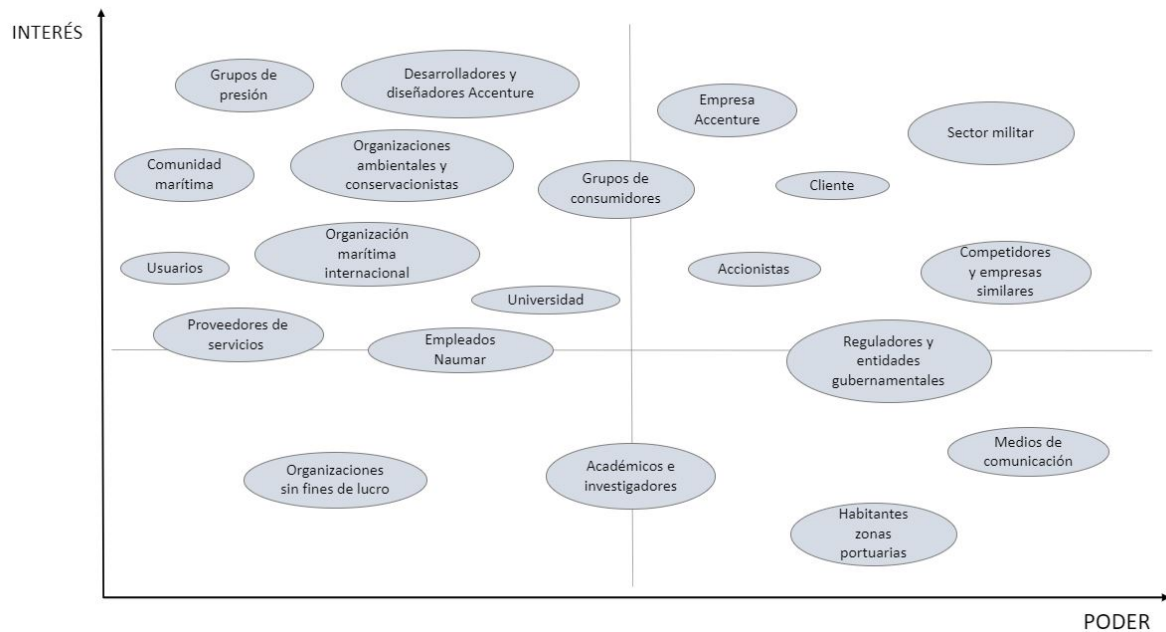 INTERÉS
Grupos de
presión
Desarrolladores y
diseñadores Accenture
Empresa
Accenture
Sector militar
Comunidad
marítima
Organizaciones
ambientales y
conservacionistas
Grupos de
consumidores
Cliente
Usuarios
Organización
marítima
internacional
Universidad
Accionistas
Competidores
y empresas
similares
Proveedores de
servicios
Empleados
Naumar
Reguladores y
entidades
gubernamentales
Organizaciones
sin fines de lucro
Académicos e
investigadores
Medios de
comunicación
Habitantes
zonas
portuarias
PODER